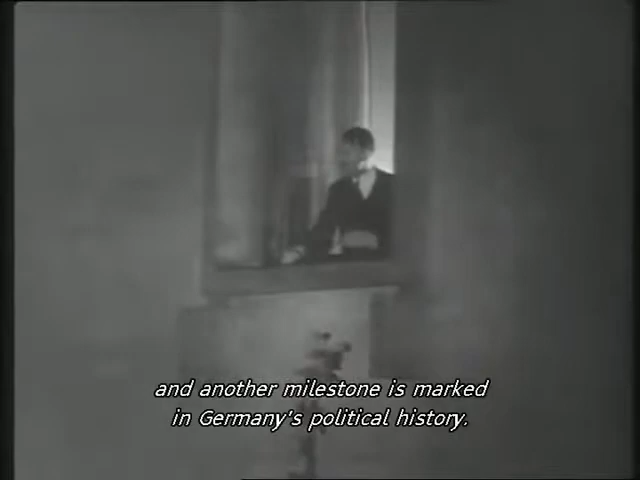 and another milestone is marked
in Germany's political history.